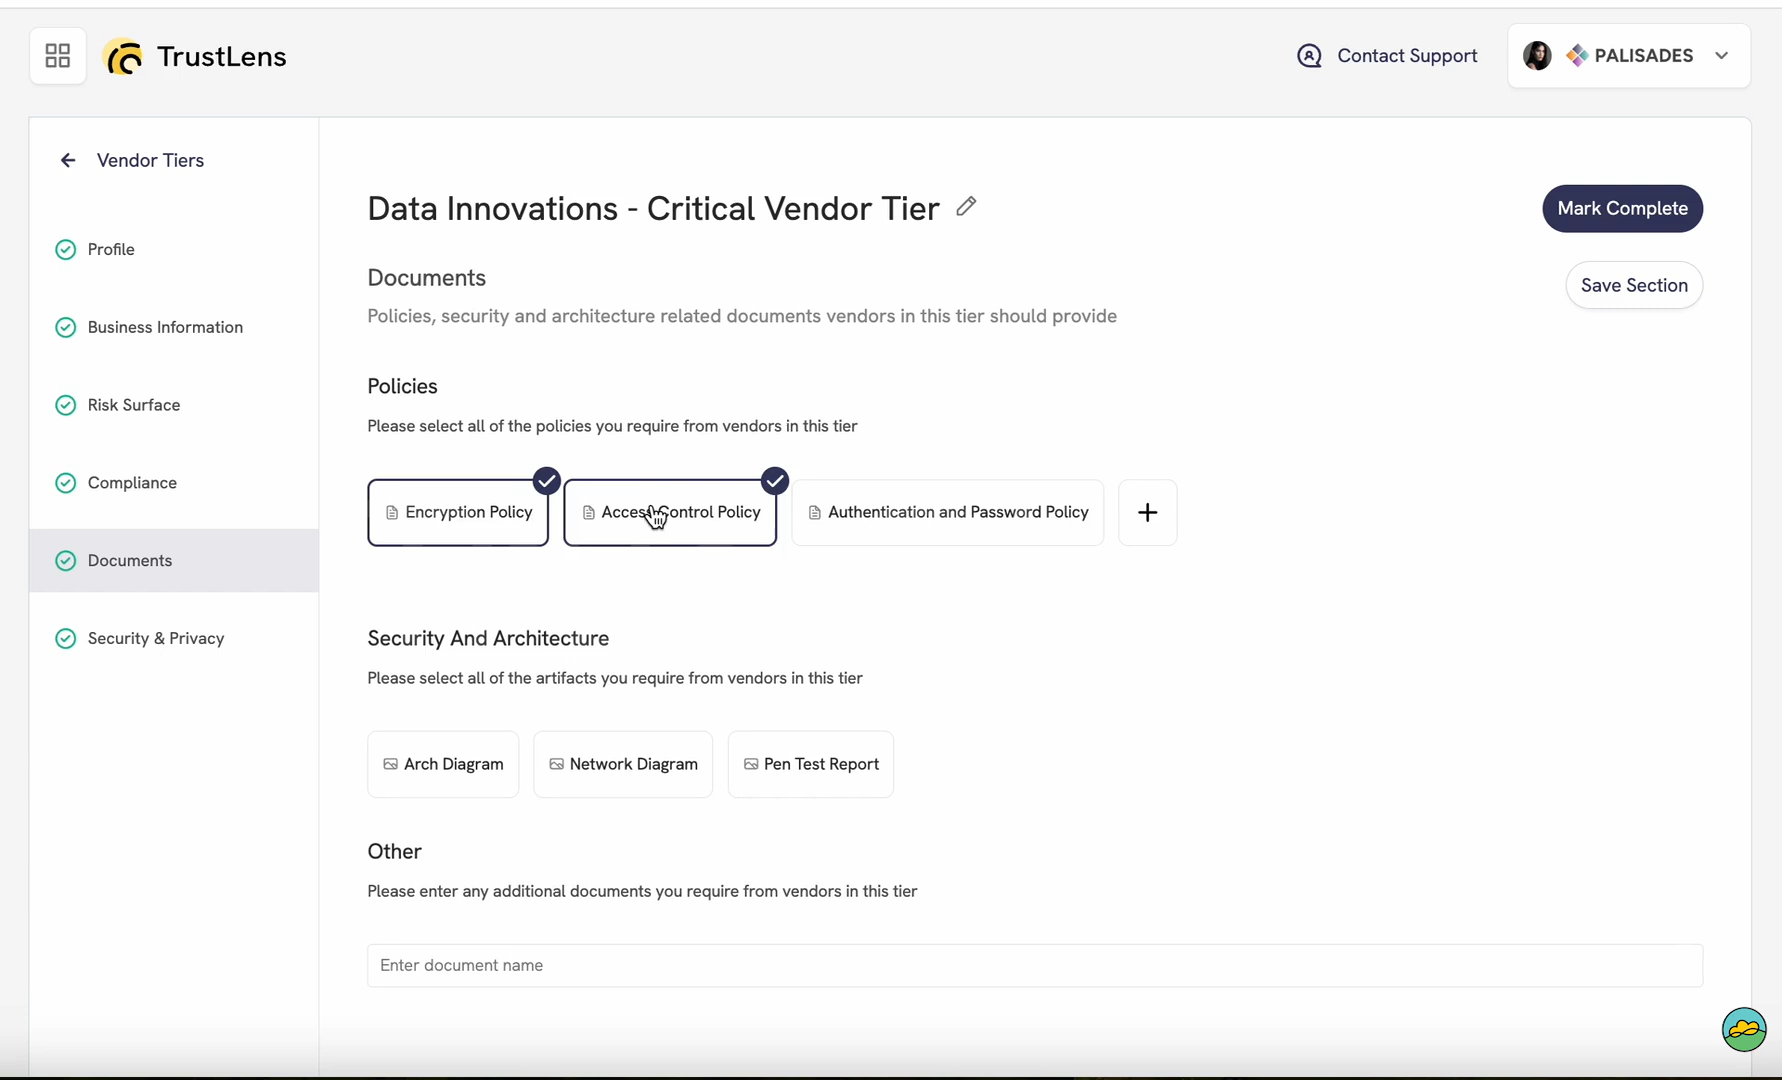 TrustLens
Contact Support
PALISADES
Vendor Tiers
Profile
Business Information
Risk Surface
Compliance
Documents
Security & Privacy
Data Innovations - Critical Vendor Tier
Mark Complete
Documents
Save Section
Policies, security and architecture related documents vendors in this tier should provide
Policies
Please select all of the policies you require from vendors in this tier
Encryption Policy
Access Control Policy
Authentication and Password Policy
+
Security And Architecture
Please select all of the artifacts you require from vendors in this tier
Arch Diagram
Network Diagram
Pen Test Report
Other
Please enter any additional documents you require from vendors in this tier
Enter document name